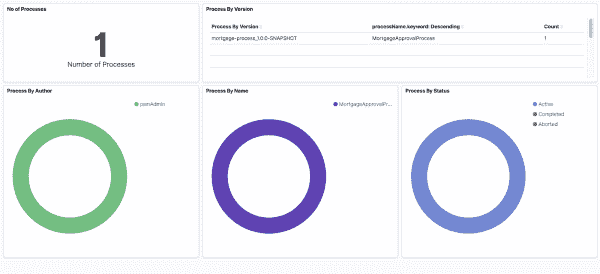 No of Processes
1
Number of Processes
Process By Version
Process By Version processName.keyword: Descending Count
mortgage-process_1.0.0-SNAPSHOT MortgageApprovalProcess 1
Process By Author
pamAdmin
Process By Name
MortgageApprovalPr...
Process By Status
Active
Completed
Aborted